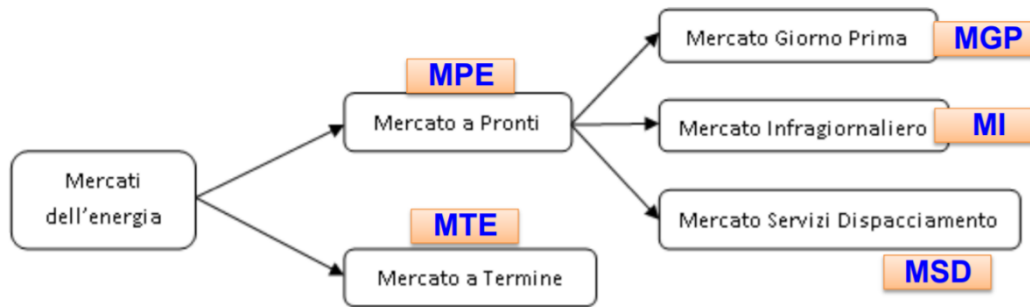 Mercati
dell'energia
MPE
Mercato a Pronti
MTE
Mercato a Termine
Mercato Giorno Prima
MGP
Mercato Infragiornaliero
MI
Mercato Servizi Dispacciamento
MSD